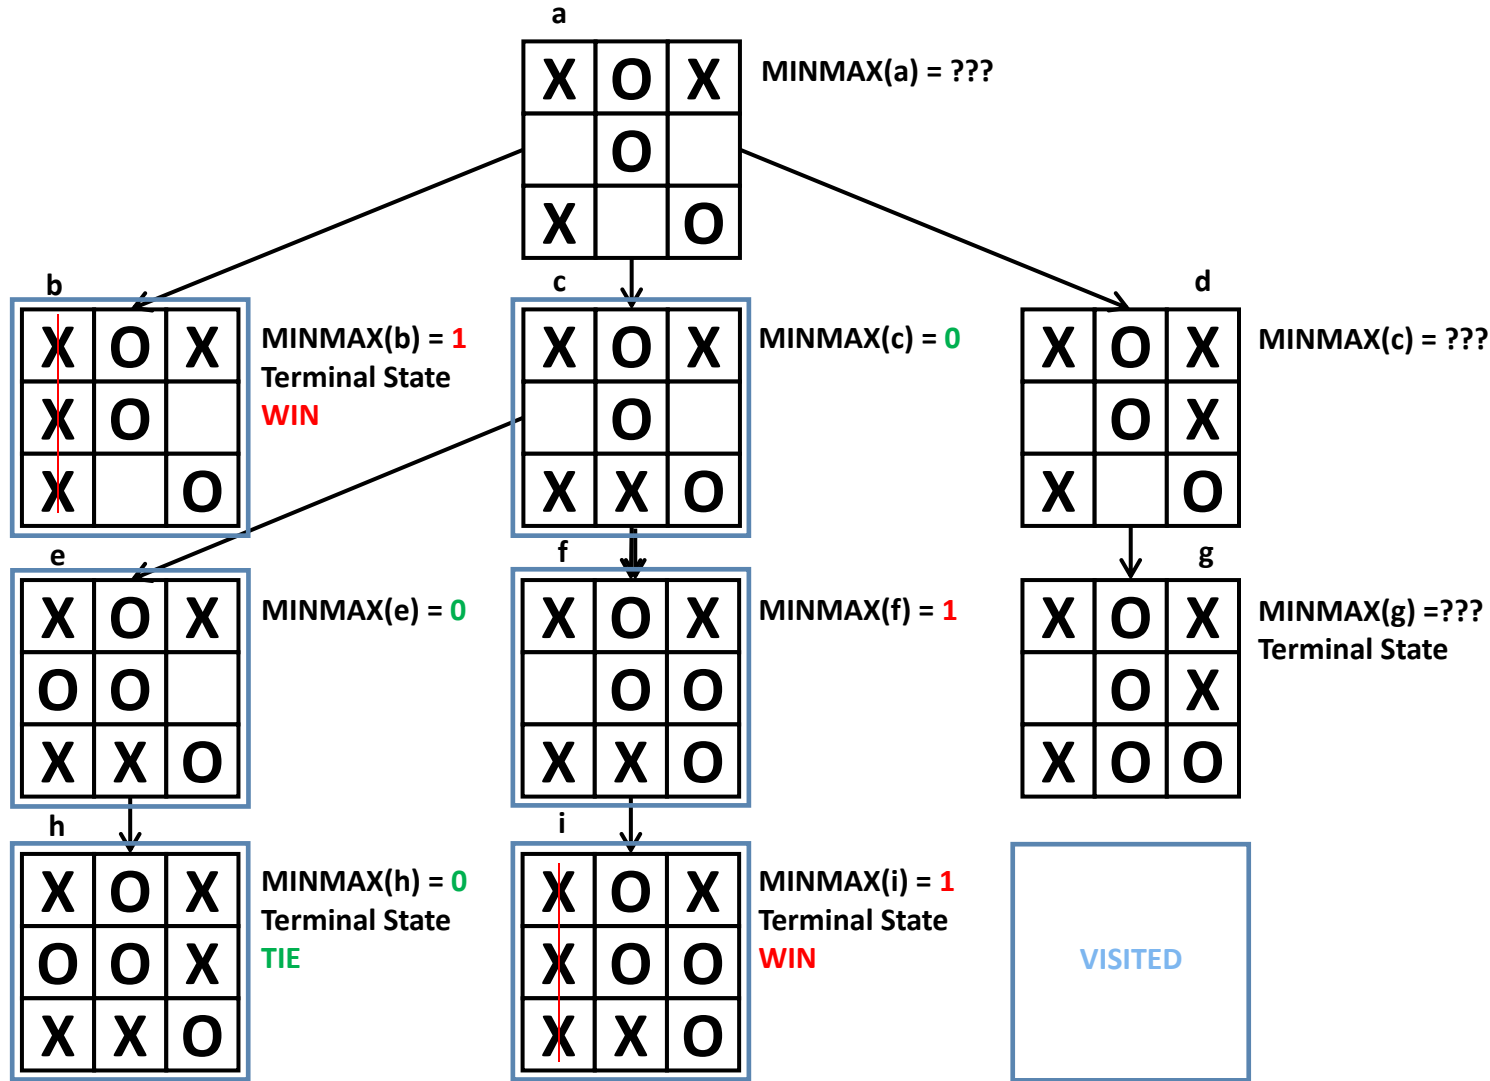 a
X O X
MINMAX(a) = ???
O
X O
b
c
d
X O X
MINMAX(b) = 1
X O X
MINMAX(c) = 0
X O X
MINMAX(c) = ???
Terminal State
X O
WIN
O
O X
X O
X X O
X O
e
f
g
X O X
MINMAX(e) = 0
X O X
MINMAX(f) = 1
X O X
MINMAX(g) =???
Terminal State
O O
O O
O X
X X O
X X O
X O O
h
i
X O X
MINMAX(h) = 0
X O X
MINMAX(i) = 1
Terminal State
Terminal State
O O X
TIE
X O O
WIN
VISITED
X X O
X X O